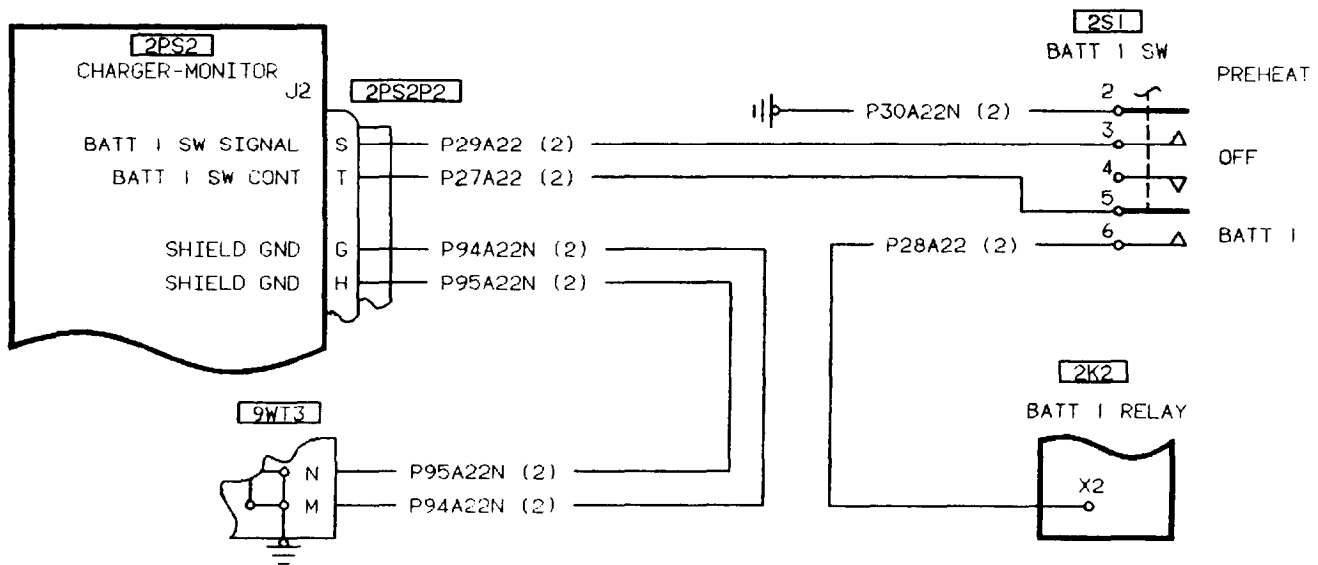 2PS2
CHARGER-MONITOR
J2
2PS2P2
BATT 1 SW SIGNAL S P29A22 (2)
BATT 1 SW CONT T P27A22 (2)
SHIELD GND G P94A22N (2)
SHIELD GND H P95A22N (2)
2S1
BATT 1 SW
PREHEAT
P30A22N (2) 2
3
OFF
4
5
P28A22 (2) 6 BATT 1
9WT3
N P95A22N (2)
M P94A22N (2)
2K2
BATT 1 RELAY
X2